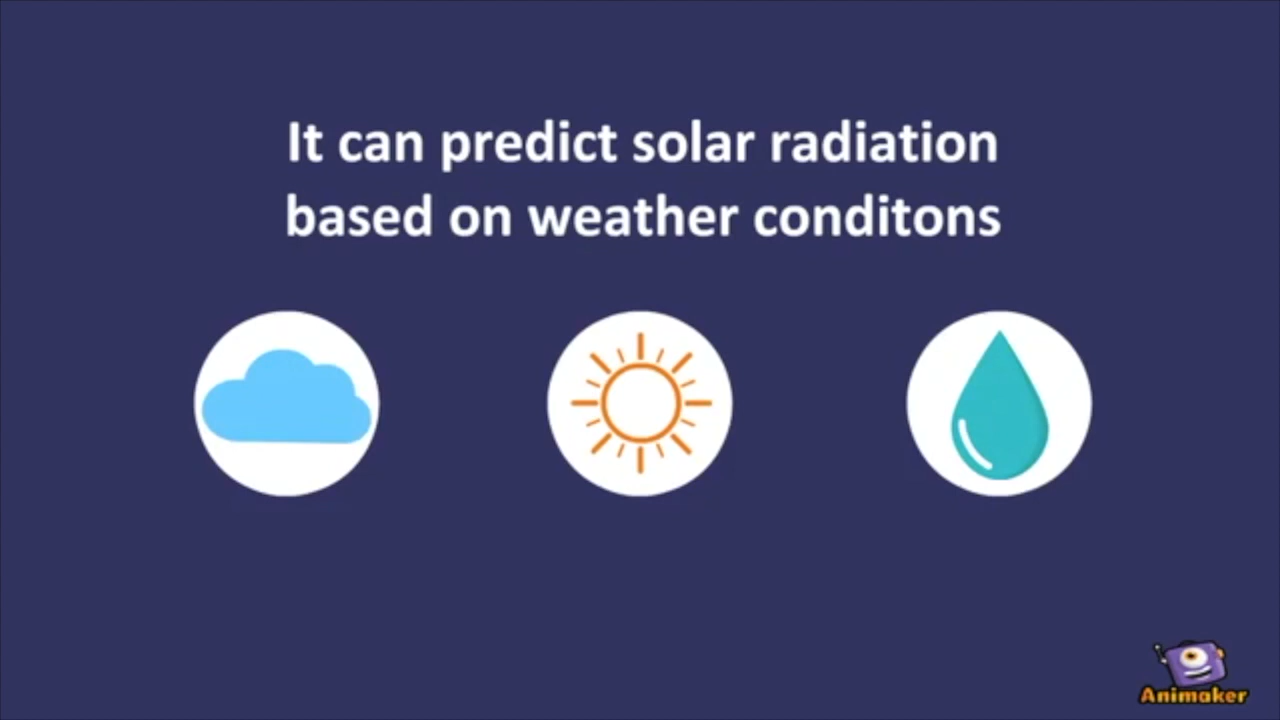 It can predict solar radiation
based on weather conditons
Animaker